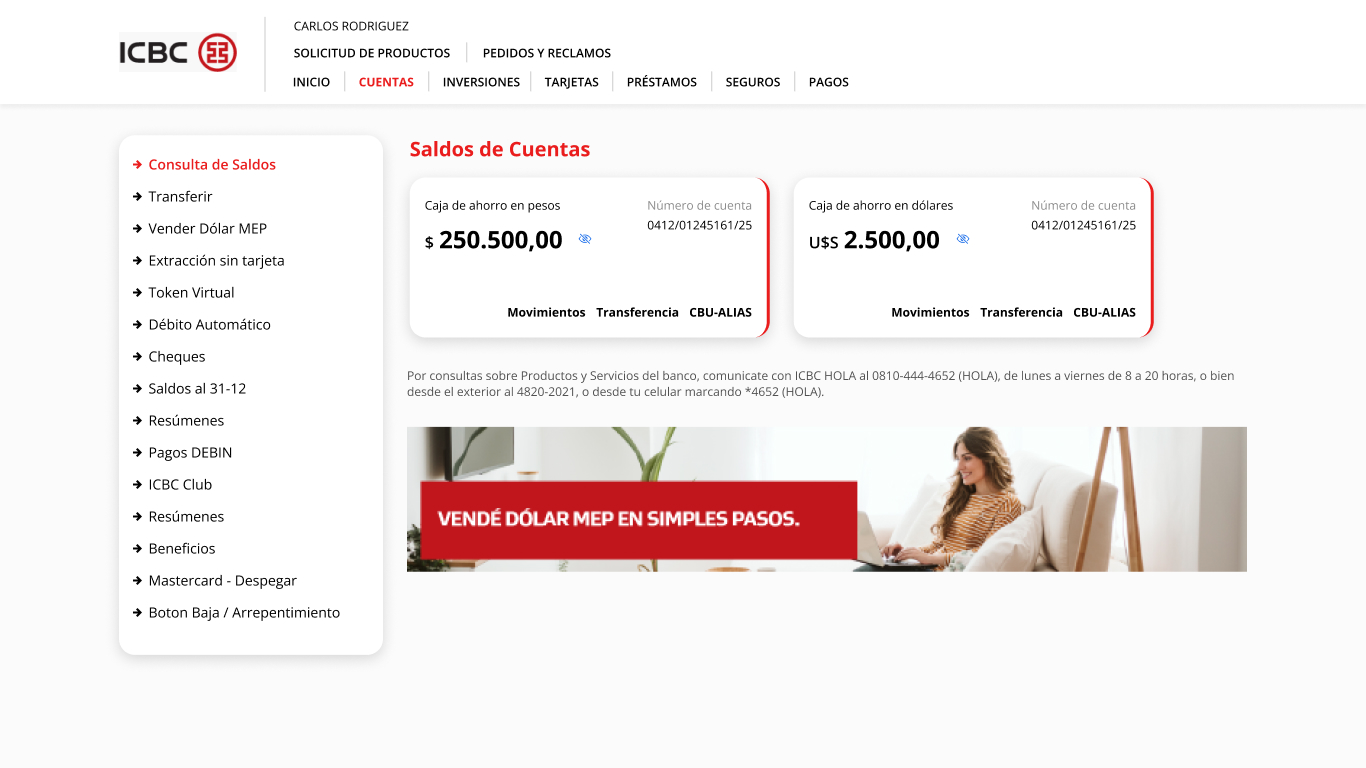 ICBC
CARLOS RODRIGUEZ
SOLICITUD DE PRODUCTOS PEDIDOS Y RECLAMOS
INICIO CUENTAS INVERSIONES TARJETAS PRÉSTAMOS SEGUROS PAGOS
Consulta de Saldos
Transferir
Vender Dólar MEP
Extracción sin tarjeta
Token Virtual
Débito Automático
Cheques
Saldos al 31-12
Resúmenes
Pagos DEBIN
ICBC Club
Resúmenes
Beneficios
Mastercard - Despegar
Boton Baja / Arrepentimiento
Saldos de Cuentas
Caja de ahorro en pesos Número de cuenta
0412/01245161/25
$ 250.500,00
Movimientos Transferencia CBU-ALIAS
Caja de ahorro en dólares Número de cuenta
0412/01245161/25
U$S 2.500,00
Movimientos Transferencia CBU-ALIAS
Por consultas sobre Productos y Servicios del banco, comunicate con ICBC HOLA al 0810-444-4652 (HOLA), de lunes a viernes de 8 a 20 horas, o bien
desde el exterior al 4820-2021, o desde tu celular marcando *4652 (HOLA).
VENDÉ DÓLAR MEP EN SIMPLES PASOS.